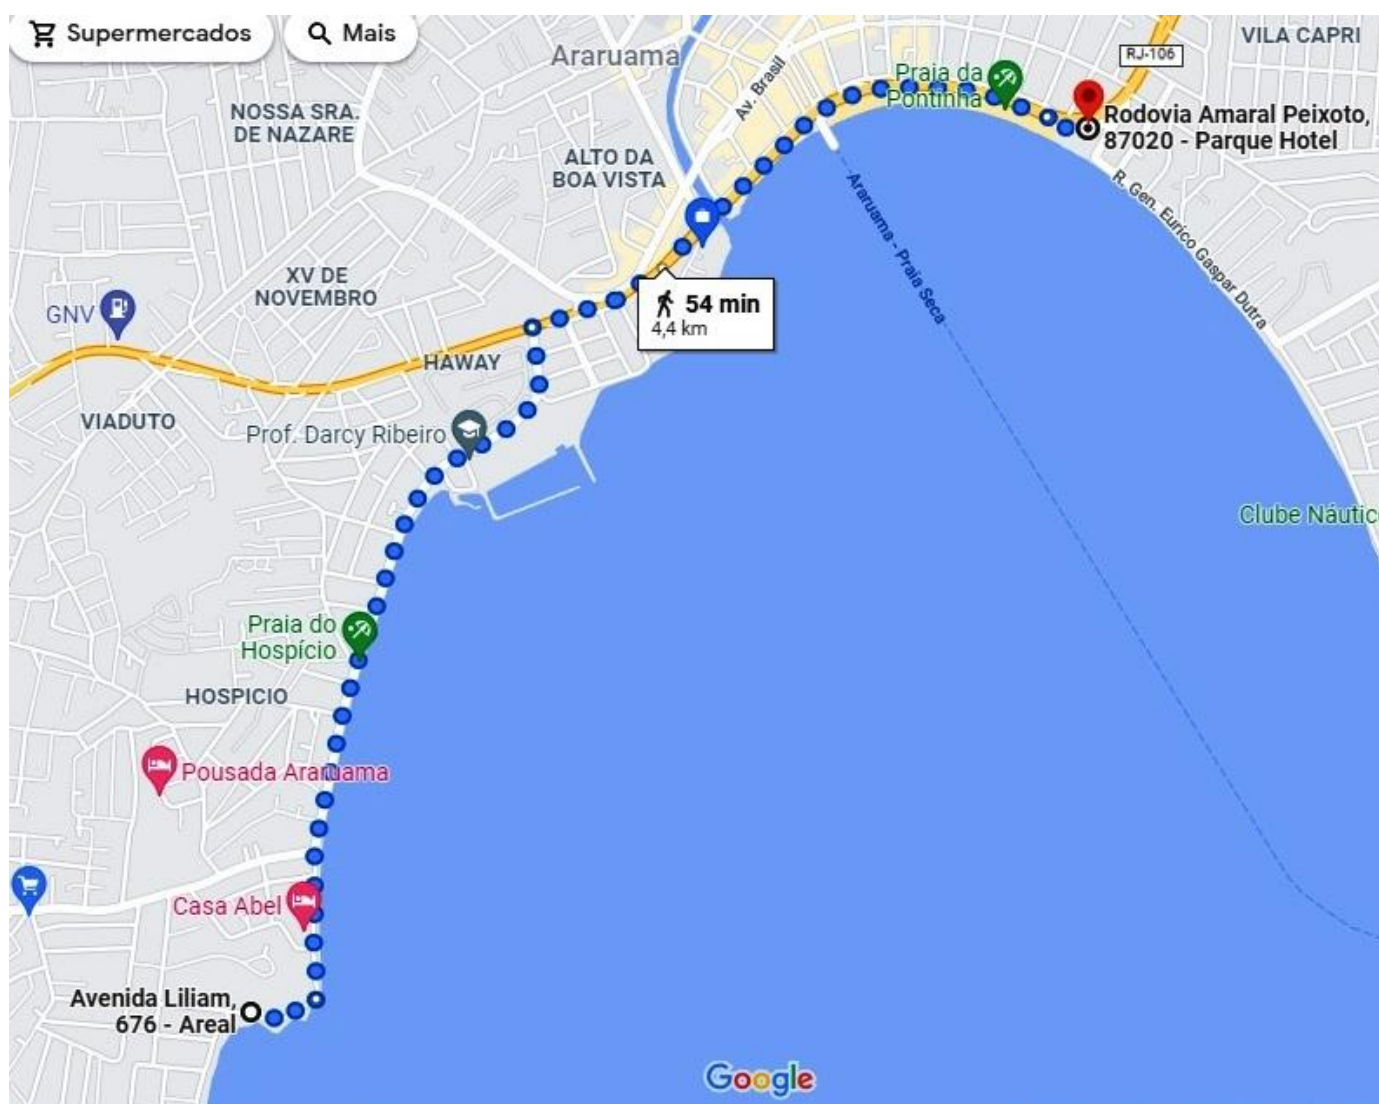 Supermercados
Mais
Araruama
Av. Brasil
Praia da
Pontinha
RJ-106
VILA CAPRI
Rodovia Amaral Peixoto,
87020 - Parque Hotel
NOSSA SRA.
DE NAZARE
ALTO DA
BOA VISTA
Araruama - Praia Seca
R. Gen. Eurico Gaspar Dutra
XV DE
NOVEMBRO
GNV
54 min
4,4 km
HAWAY
VIADUTO
Prof. Darcy Ribeiro
Clube Náutic
Praia do
Hospício
HOSPICIO
Pousada Araruama
Casa Abel
Avenida Liliam,
676 - Areal
Google